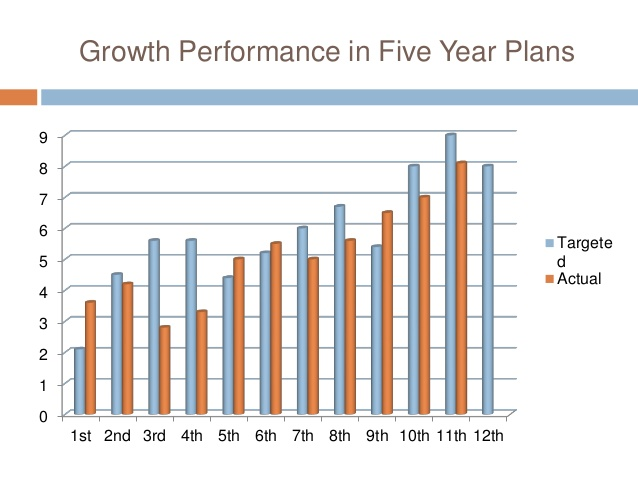 Growth Performance in Five Year Plans
9
8
7
6
5
4
3
2
1
0
1st 2nd 3rd 4th 5th 6th 7th 8th 9th 10th 11th 12th
Targete
d
Actual